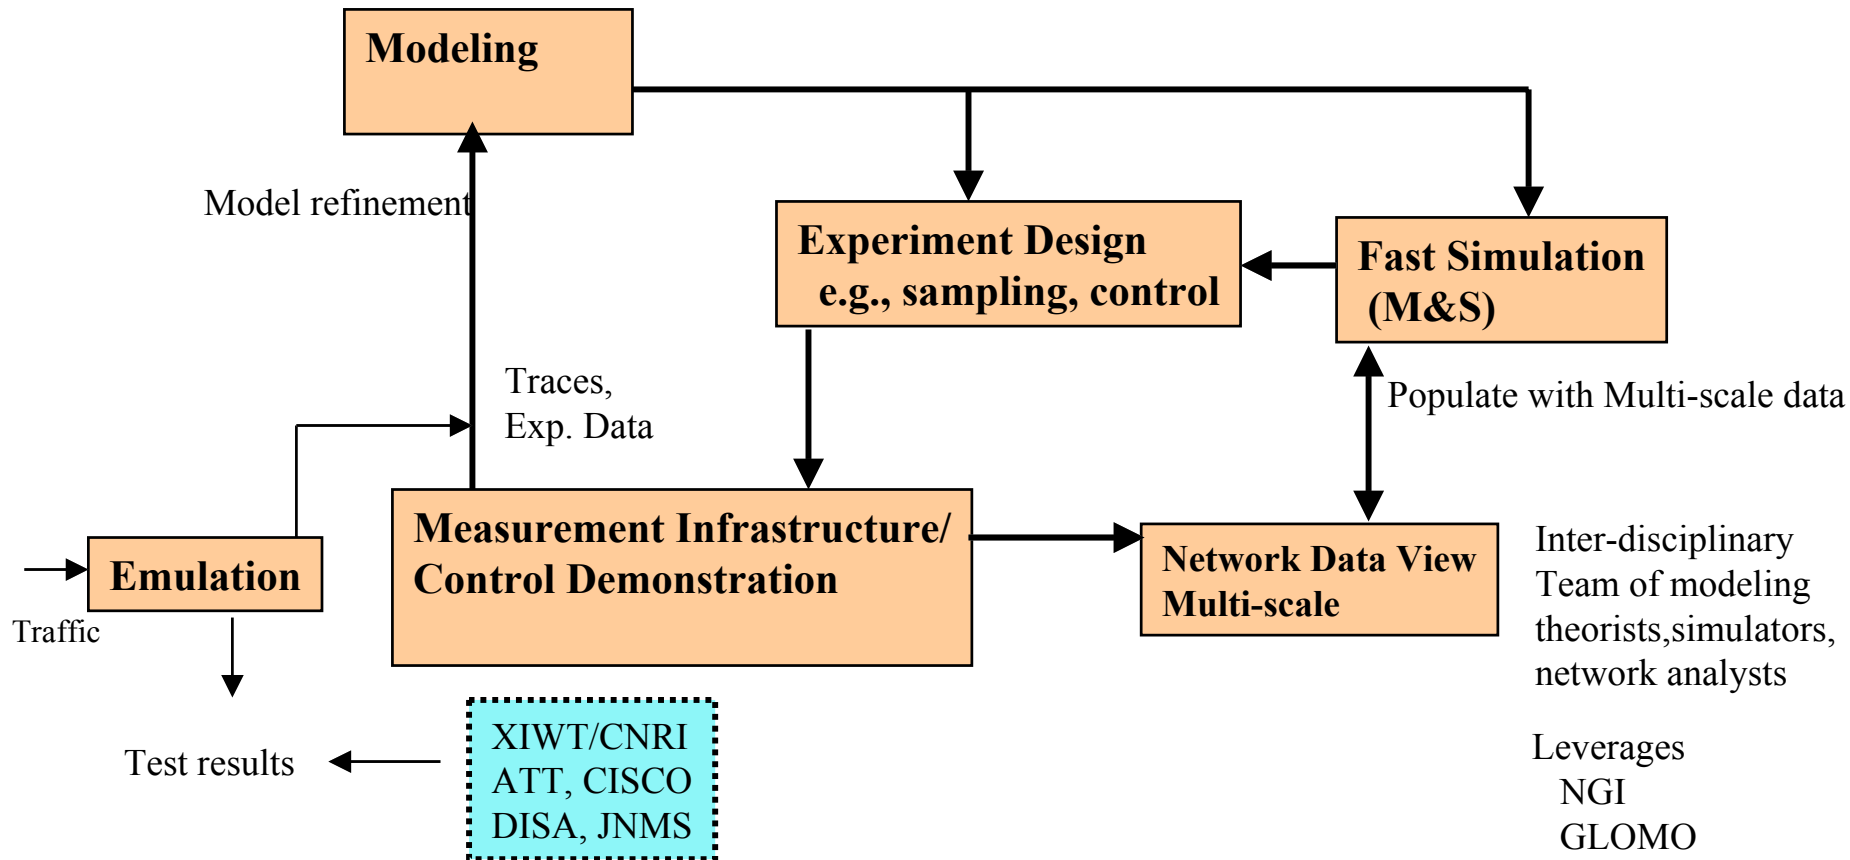 Modeling
Model refinement
Experiment Design
e.g., sampling, control
Fast Simulation
(M&S)
Traces,
Exp. Data
Populate with Multi-scale data
Measurement Infrastructure/
Control Demonstration
Network Data View
Multi-scale
Emulation
Traffic
Inter-disciplinary
Team of modeling
theorists,simulators,
network analysts
Test results
XIWT/CNRI
ATT, CISCO
DISA, JNMS
Leverages
NGI
GLOMO